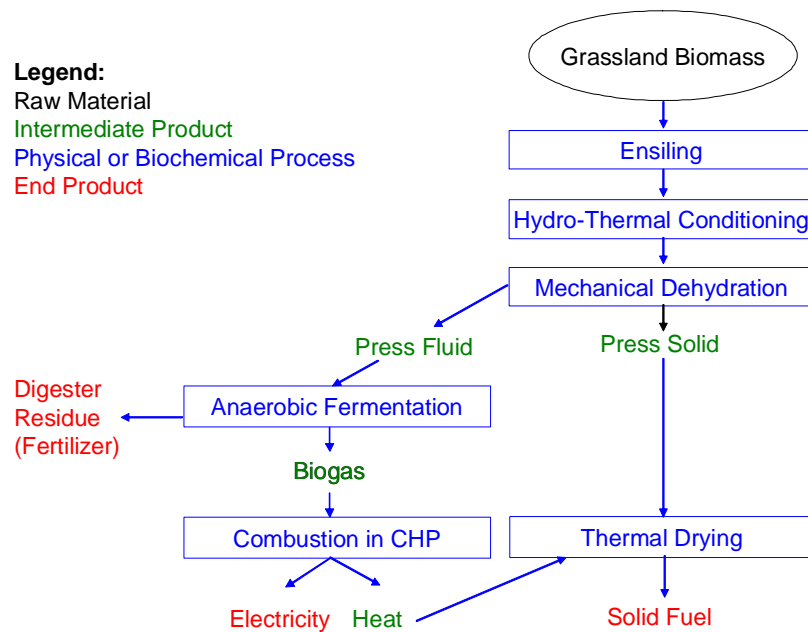 Grassland Biomass
Legend:
Raw Material
Intermediate Product
Physical or Biochemical Process
End Product
Ensiling
Hydro-Thermal Conditioning
Mechanical Dehydration
Press Fluid
Press Solid
Digester
Residue
(Fertilizer)
Anaerobic Fermentation
Biogas
Combustion in CHP
Thermal Drying
Electricity
Heat
Solid Fuel